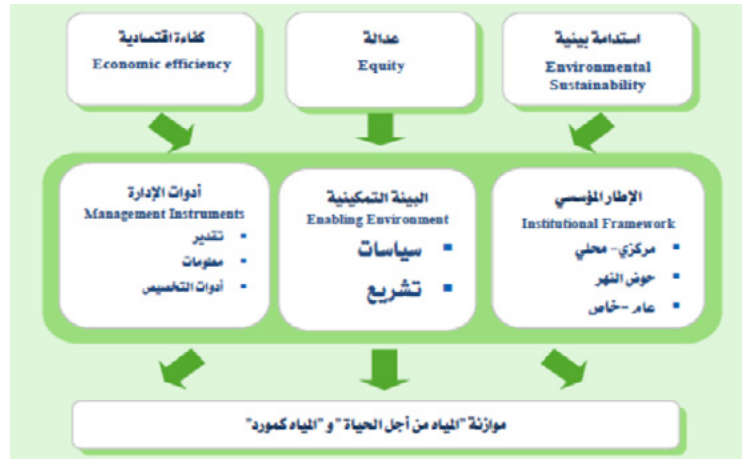 استدامة بيئية
Environmental
Sustainability
عدالة
Equity
كفاءة اقتصادية
Economic efficiency
الإطار المؤسسي
Institutional Framework
▪ مركزي- محلي
▪ حوض النهر
▪ عام -خاص
البيئة التمكينية
Enabling Environment
▪ سياسات
▪ تشريع
أدوات الإدارة
Management Instruments
▪ تقدير
▪ معلومات
▪ أدوات التخصيص
موازنة "المياه من أجل الحياة" و "المياه كمورد"